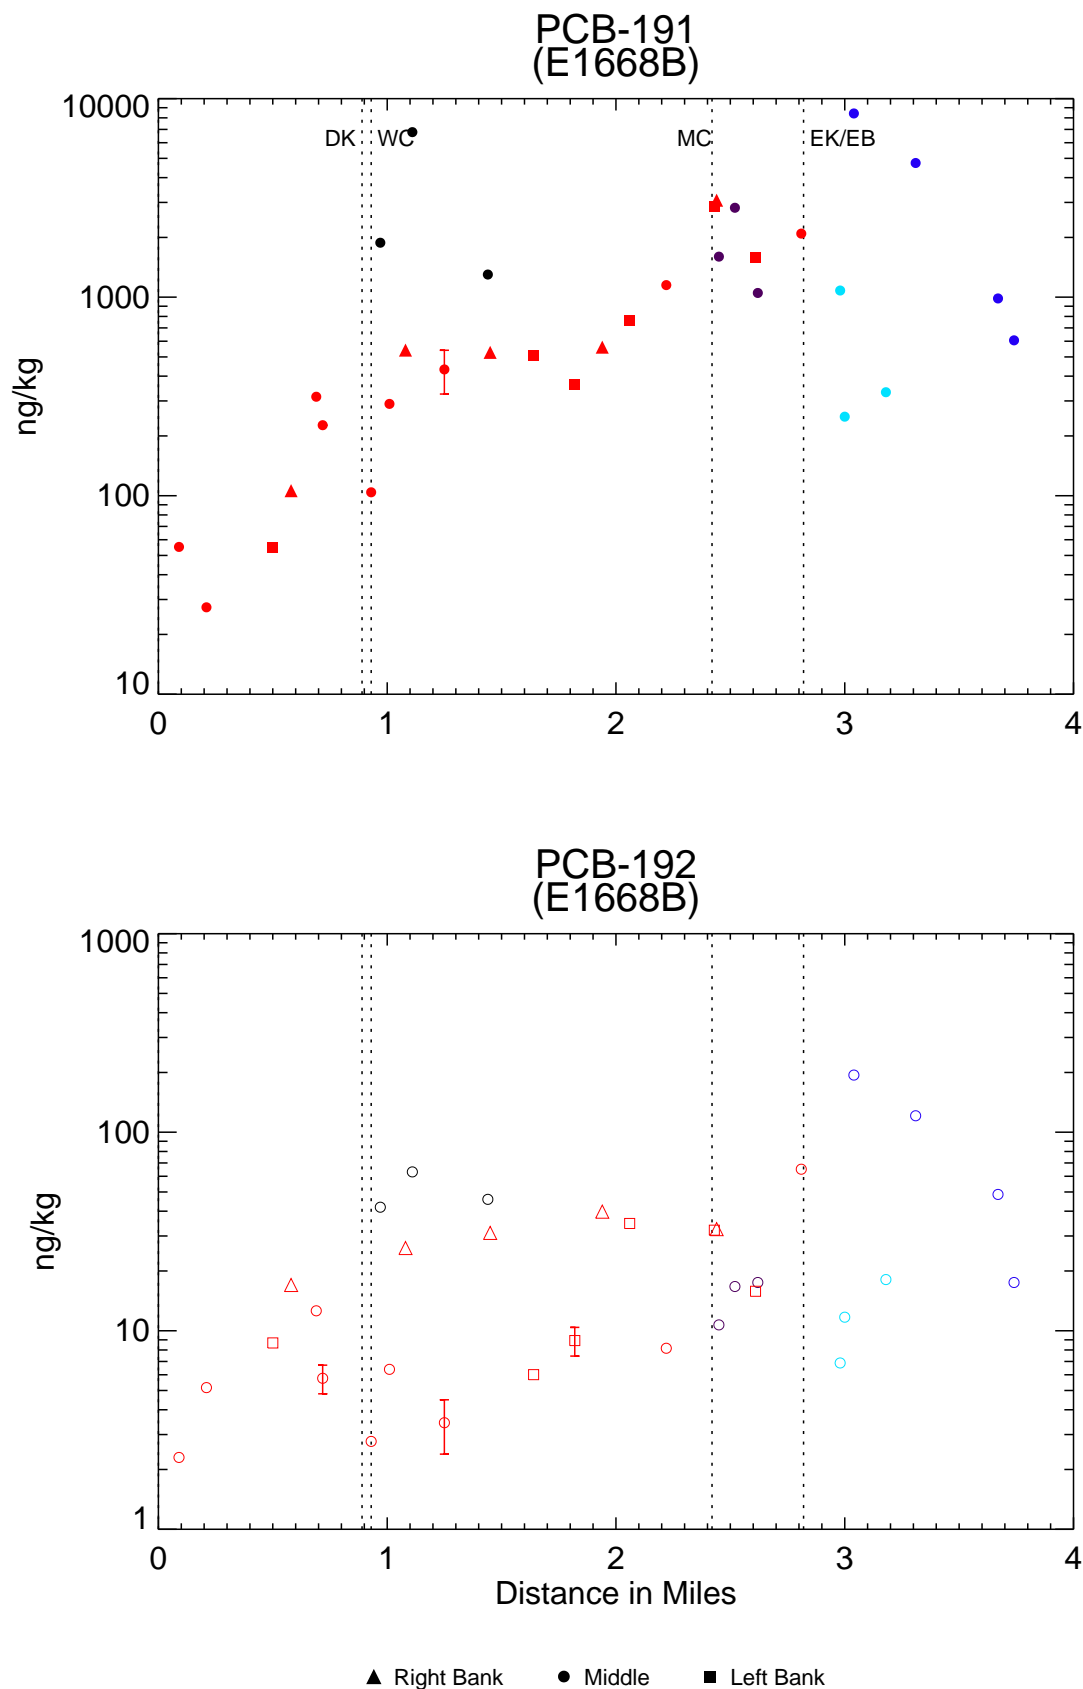 PCB-191
(E1668B)
10000
1000
100
10
ng/kg
DK
WC
MC
EK/EB
0 1 2 3 4
PCB-192
(E1668B)
1000
100
10
1
ng/kg
0 1 2 3 4
Distance in Miles
Right Bank Middle Left Bank